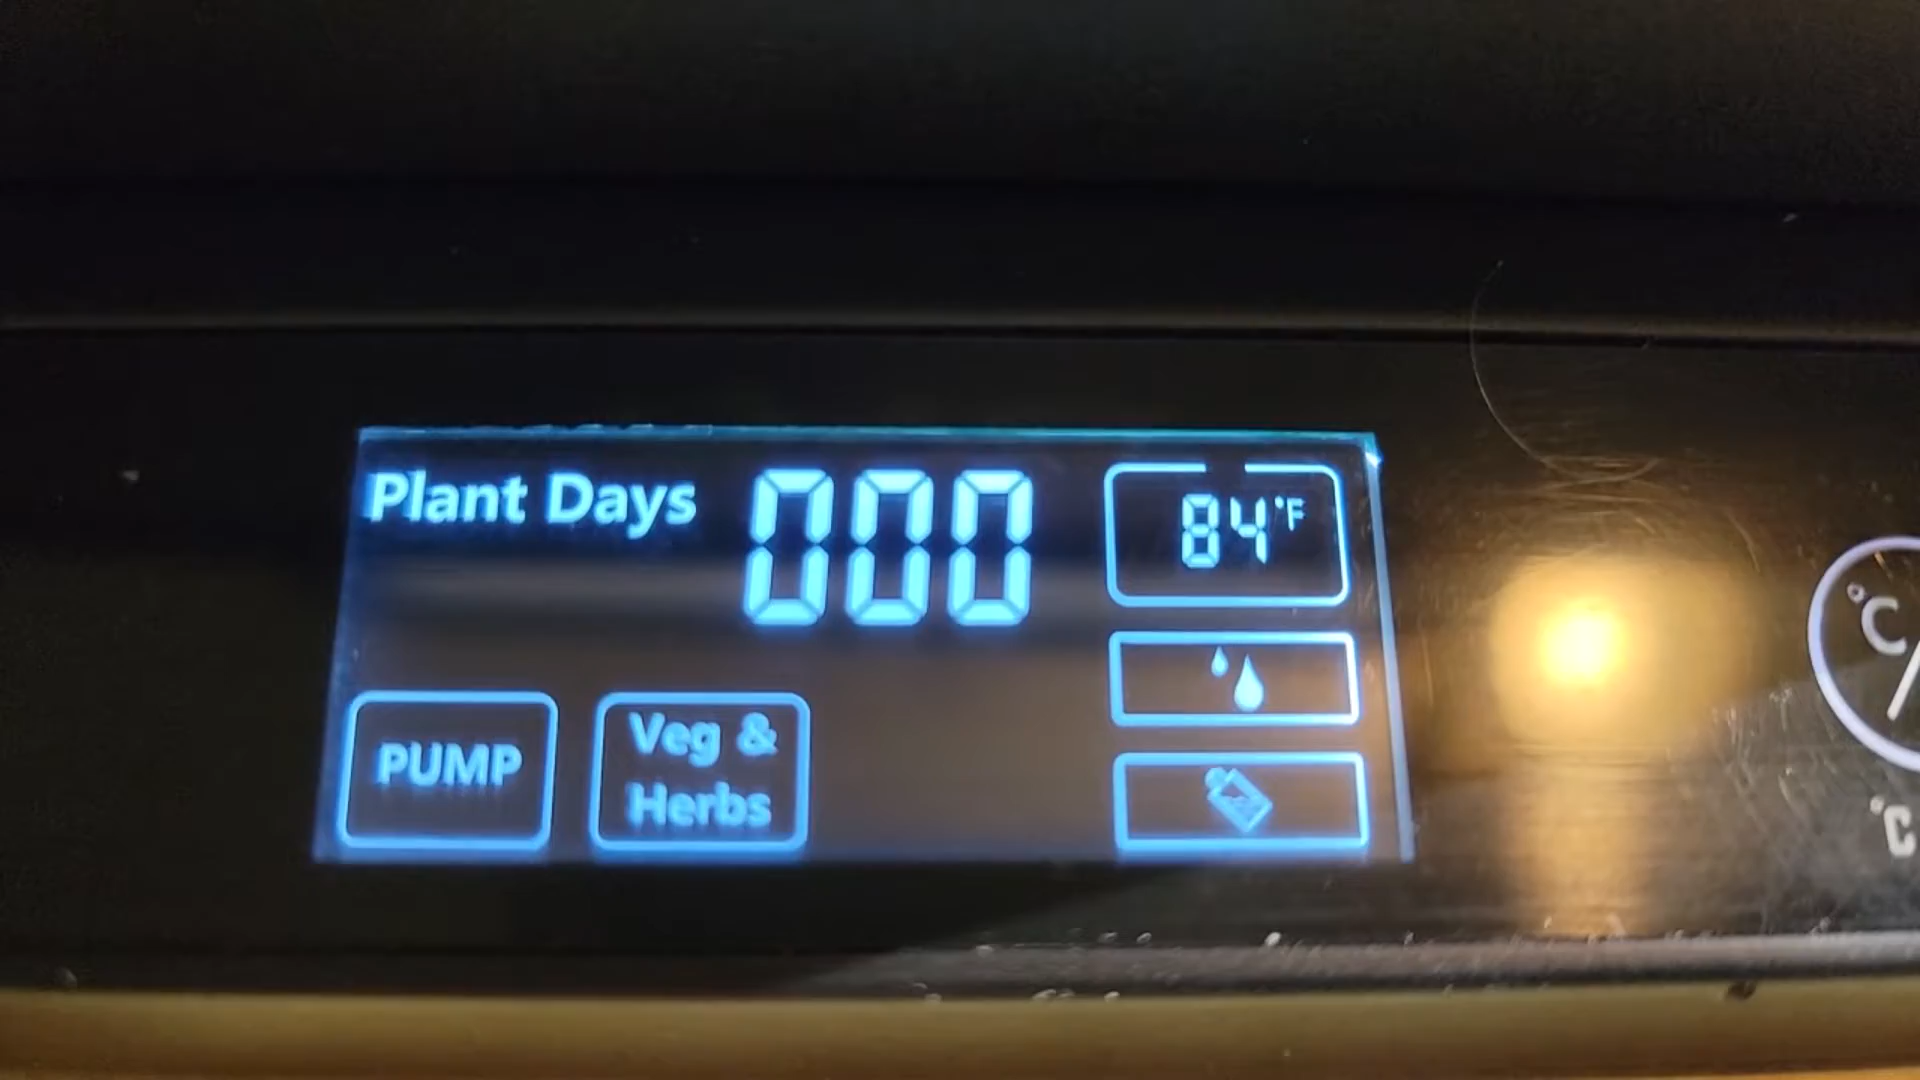 Plant Days 000
84°F
PUMP
Veg &
Herbs
°C/
°C